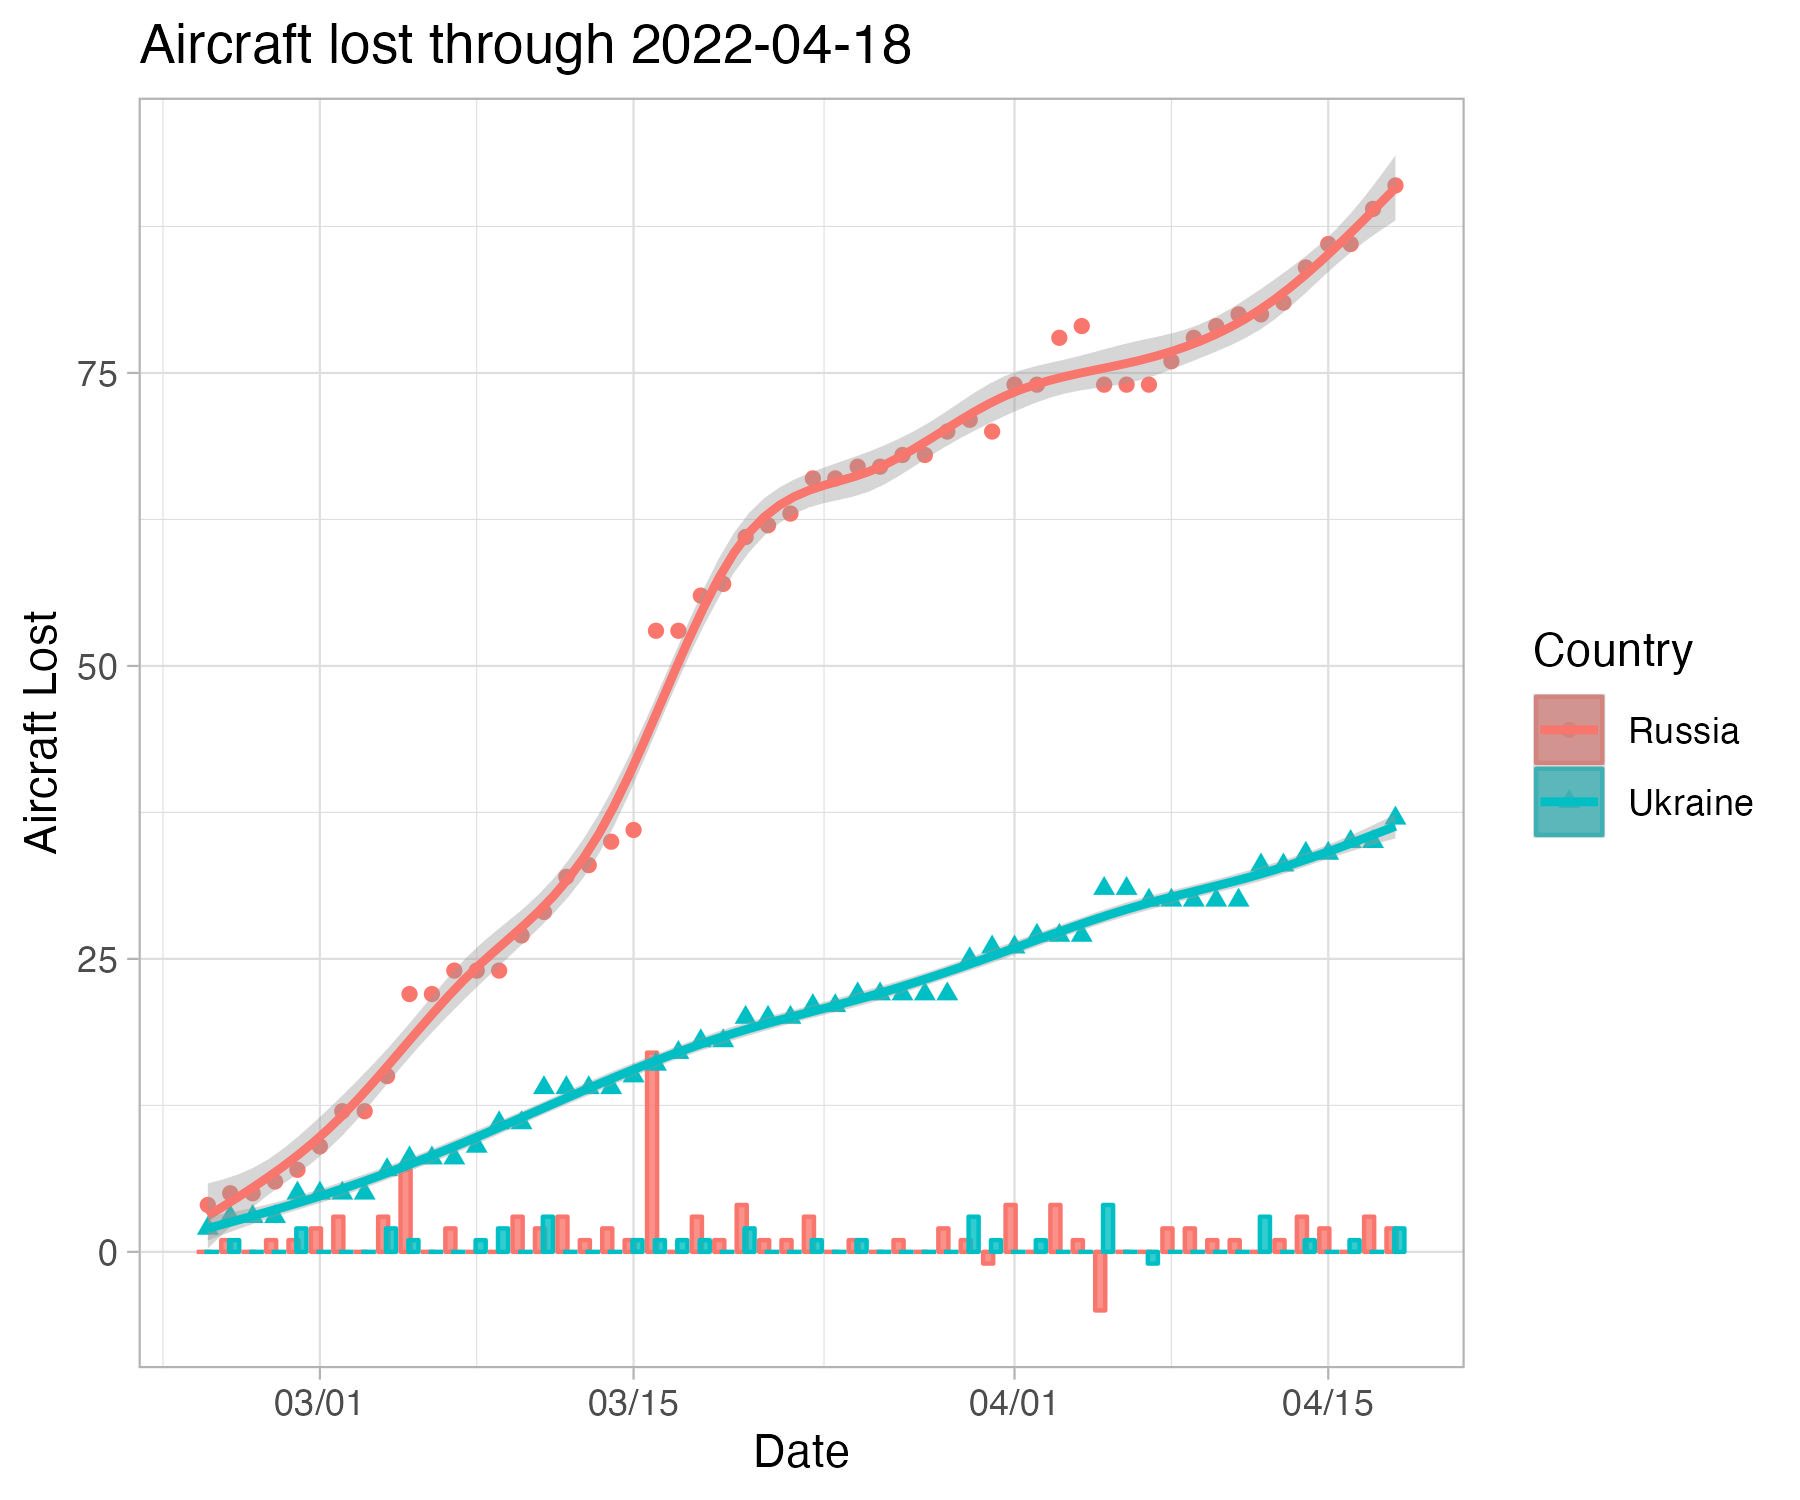 Aircraft lost through 2022-04-18
Aircraft Lost
75
50
25
0
03/01
03/15
04/01
04/15
Date
Country
Russia
Ukraine